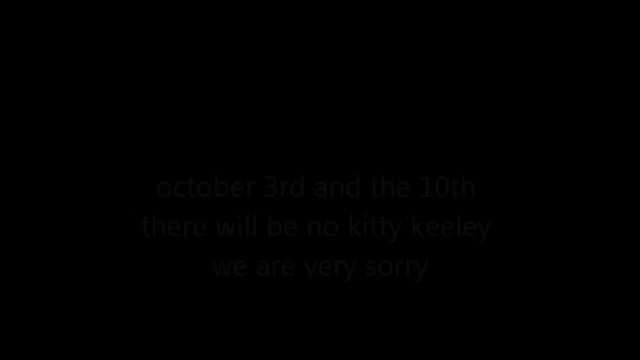 october 3rd and the 10th
there will be no kitty keeley
we are very sorry